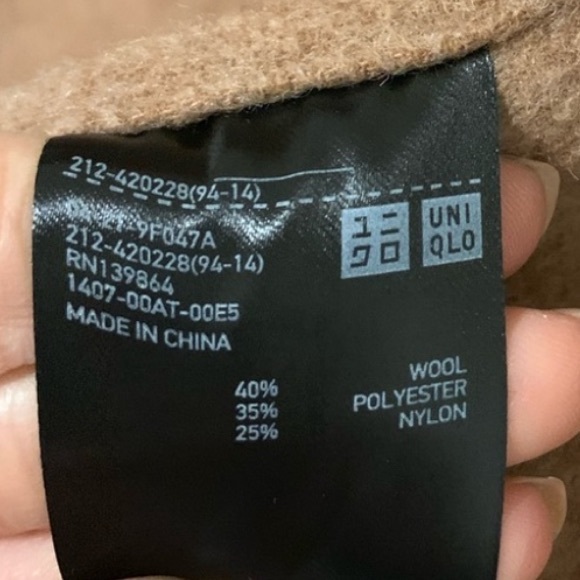 212-420228(94-14)
9F047A
212-420228(94-14)
RN139864
1407-00AT-00E5
MADE IN CHINA
ユニ
クロ
UNI
QLO
40% WOOL
35% POLYESTER
25% NYLON